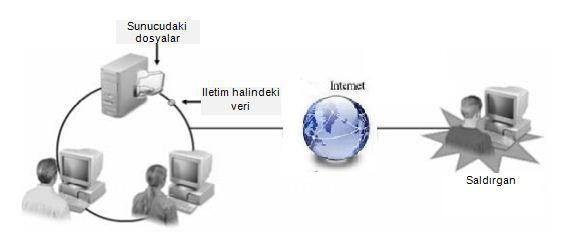 Sunucudaki
dosyalar
Iletim halindeki
veri
Internet
Saldırgan